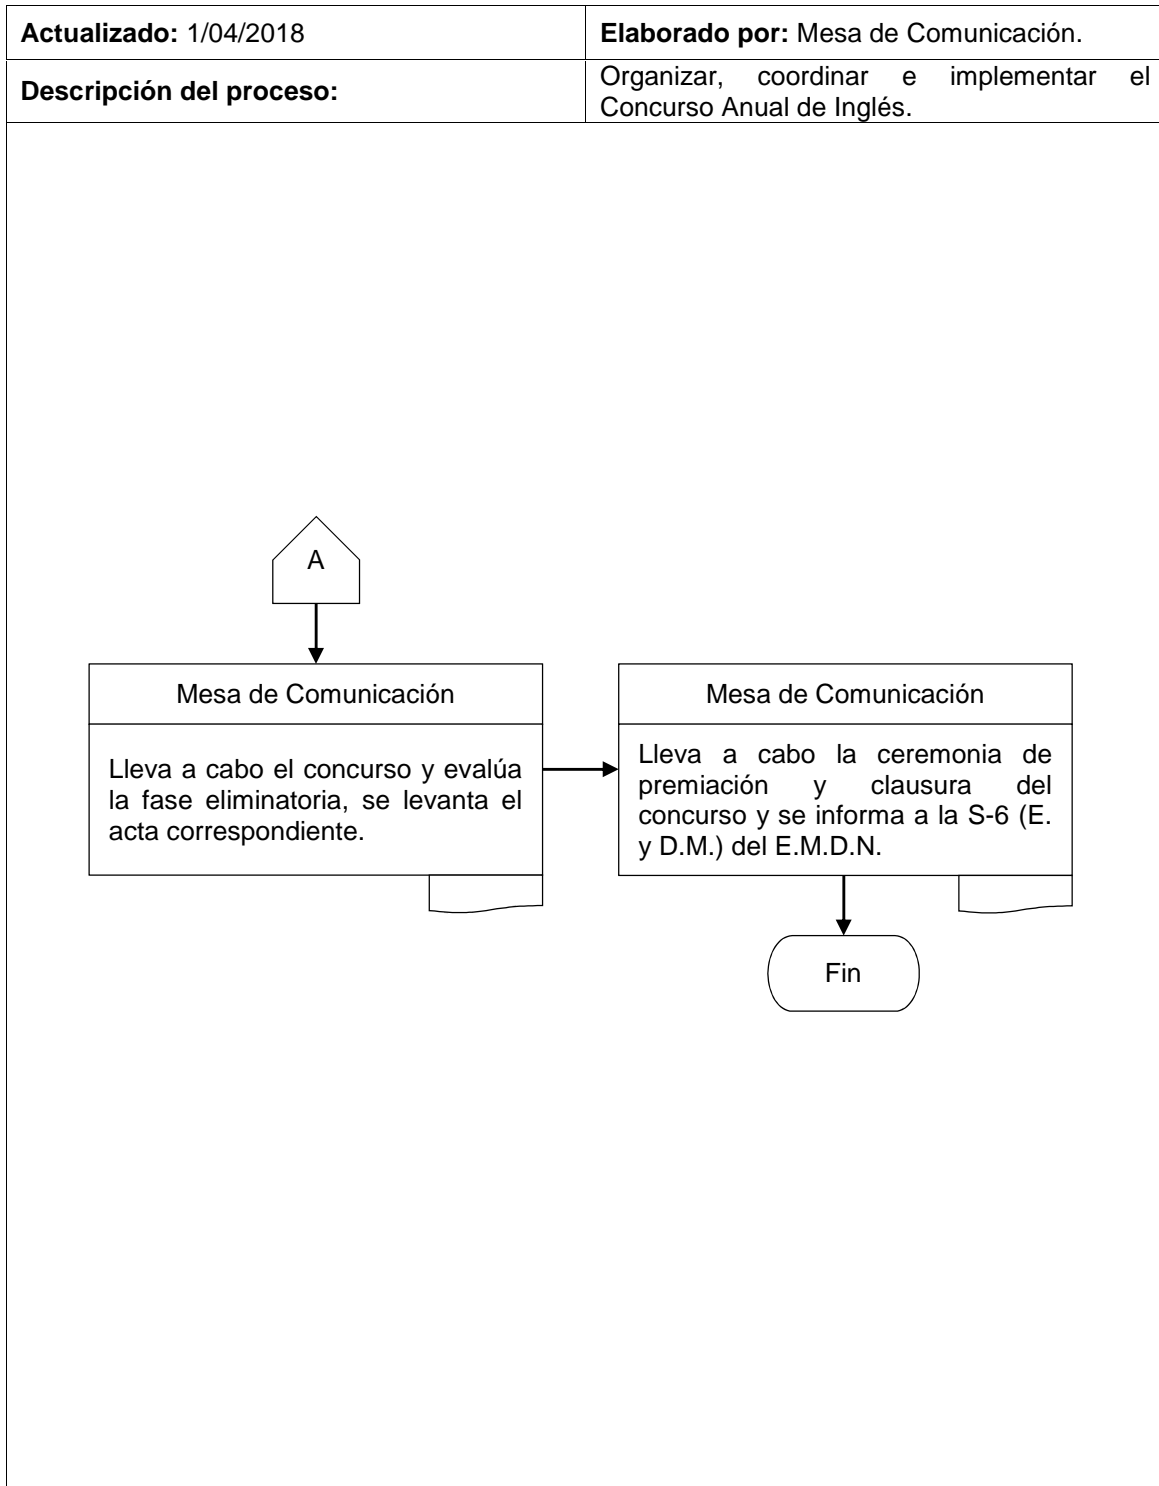 Actualizado: 1/04/2018
Elaborado por: Mesa de Comunicación.
Descripción del proceso:
Organizar, coordinar e implementar el
Concurso Anual de Inglés.
A
Mesa de Comunicación
Lleva a cabo el concurso y evalúa
la fase eliminatoria, se levanta el
acta correspondiente.
Mesa de Comunicación
Lleva a cabo la ceremonia de
premiación y clausura del
concurso y se informa a la S-6 (E.
y D.M.) del E.M.D.N.
Fin